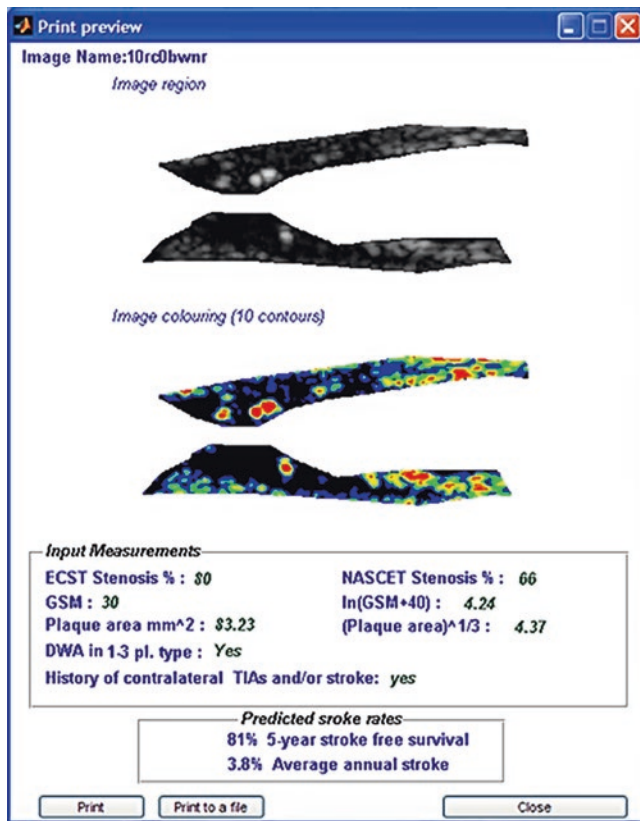 Print preview
Image Name:10rc0bwnr
Image region
Image colouring (10 contours)
Input Measurements
ECST Stenosis % : 80 NASCET Stenosis % : 66
GSM : 30 ln(GSM+40) : 4.24
Plaque area mm^2 : 83.23 (Plaque area)^1/3 : 4.37
DWA in 1-3 pl. type : Yes
History of contralateral TIAs and/or stroke: yes
Predicted sroke rates
81% 5-year stroke free survival
3.8% Average annual stroke
Print Print to a file Close